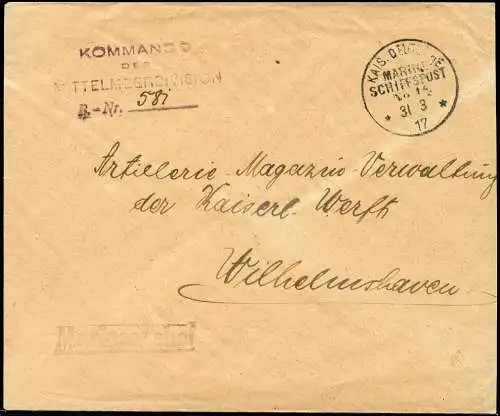 KOMMANDO
DER
MITTELMEERDIVISION
B.-Nr. 581
KAIS. DEUTSCHE
MARINE-
SCHIFFSPOST
No
31 3
17
Artillerie-Magazin-Verwaltung
der Kaiserl. Werft
Wilhelmshaven